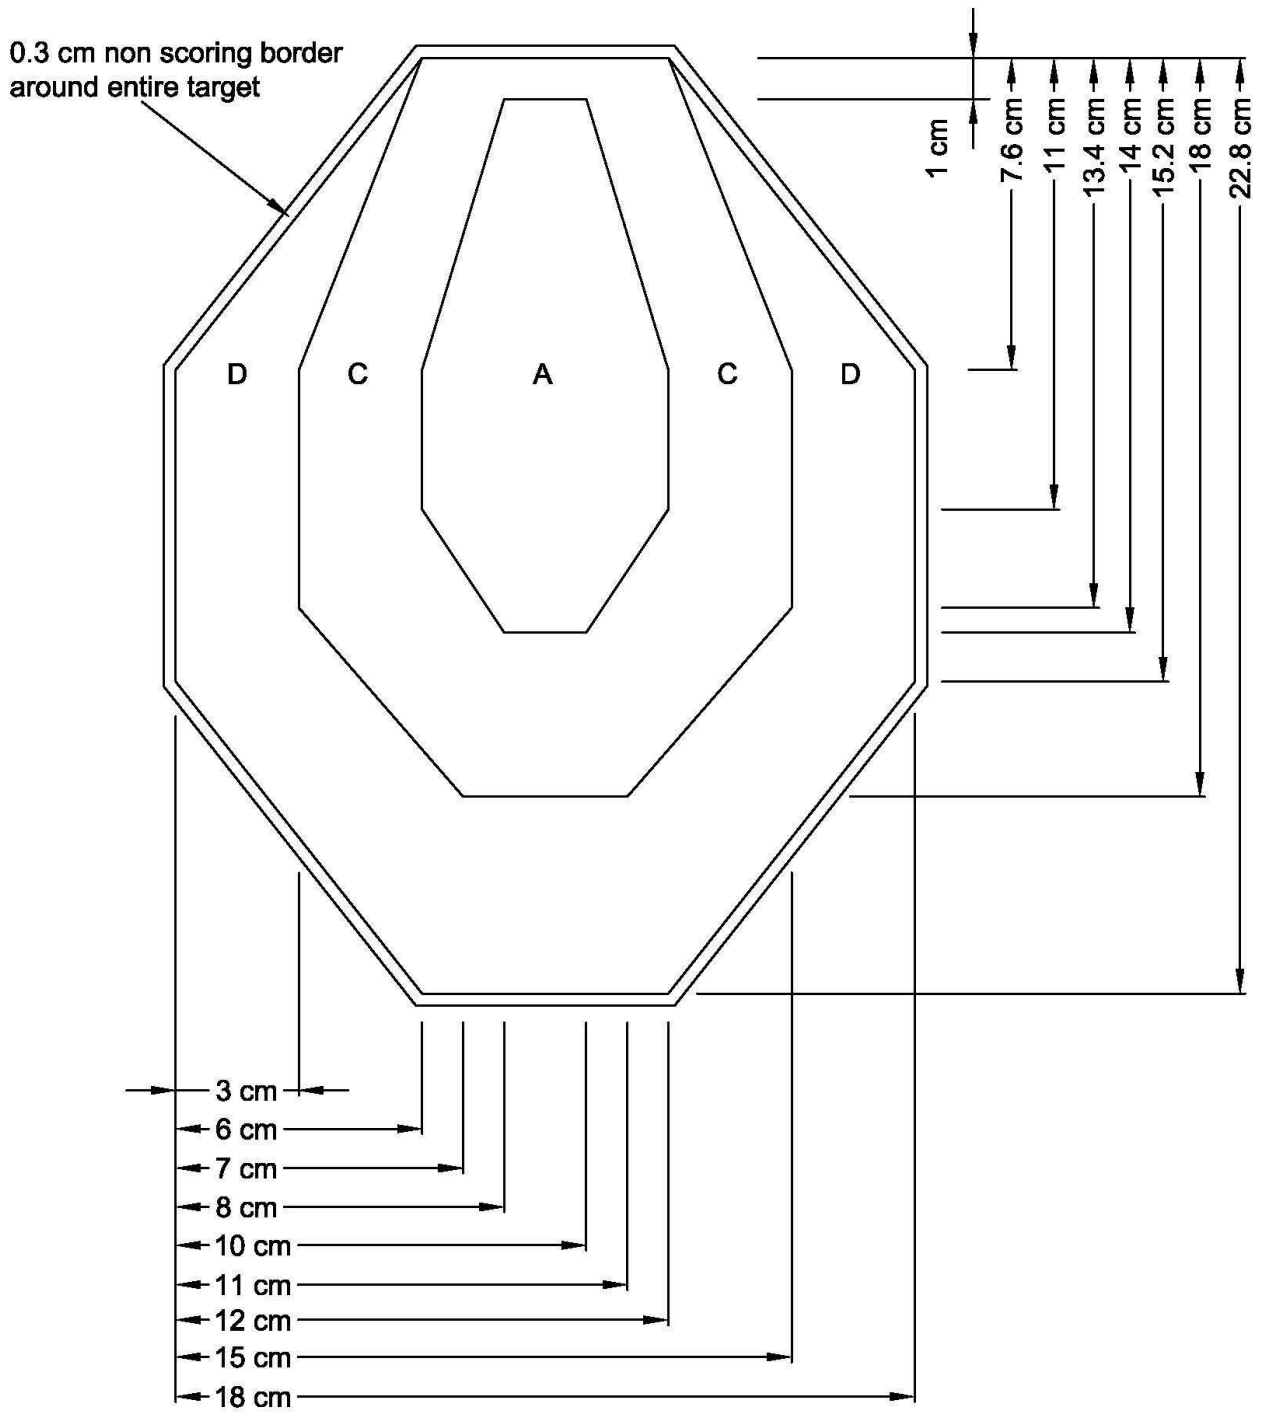 0.3 cm non scoring border
around entire target
1 cm
7.6 cm
11 cm
13.4 cm
14 cm
15.2 cm
18 cm
22.8 cm
D
C
A
C
D
3 cm
6 cm
7 cm
8 cm
10 cm
11 cm
12 cm
15 cm
18 cm